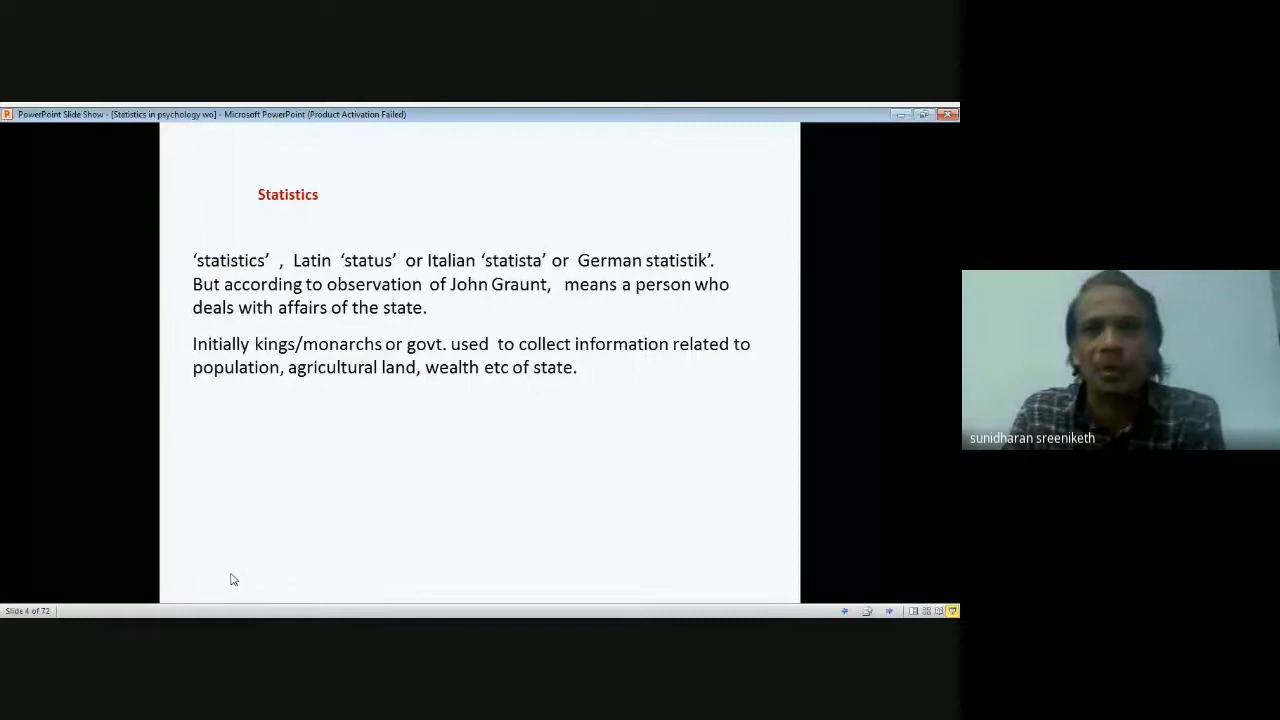 PowerPoint Slide Show - [Statistics in psychology wo] - Microsoft PowerPoint (Product Activation Failed)
Statistics
‘statistics’ , Latin ‘status’ or Italian ‘statista’ or German statistik’.
But according to observation of John Graunt, means a person who
deals with affairs of the state.
Initially kings/monarchs or govt. used to collect information related to
population, agricultural land, wealth etc of state.
sunidharan sreeniketh
Slide 4 of 72